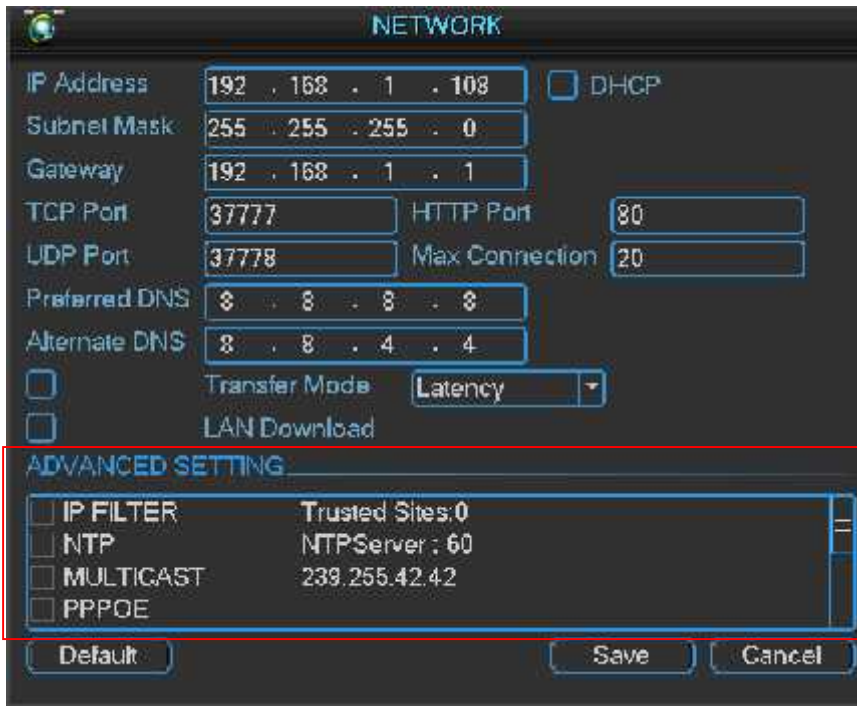 NETWORK
IP Address 192 . 168 . 1 . 108 DHCP
Subnet Mask 255 . 255 . 255 . 0
Gateway 192 . 168 . 1 . 1
TCP Port 37777 HTTP Port 80
UDP Port 37778 Max Connection 20
Preferred DNS 8 . 8 . 8 . 8
Alternate DNS 8 . 8 . 4 . 4
Transfer Mode Latency
LAN Download
ADVANCED SETTING
IP FILTER Trusted Sites:0
NTP NTPServer : 60
MULTICAST 239.255.42.42
PPPOE
Default Save Cancel